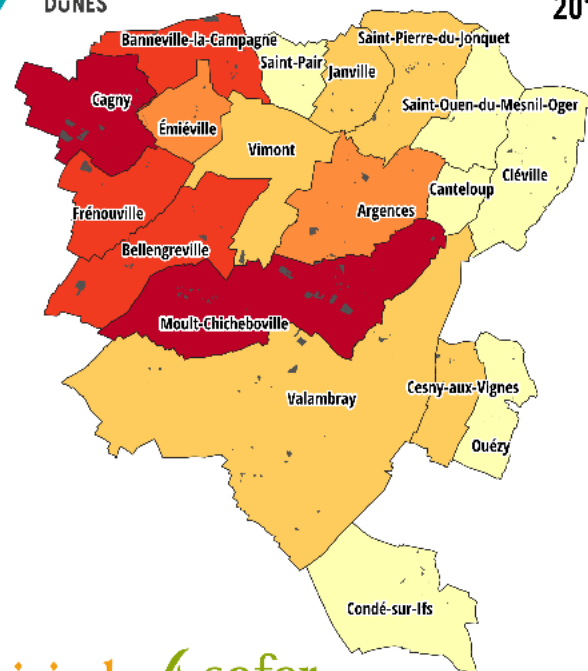 DUNES
Banneville-la-Campagne
Saint-Pierre-du-Jonquet
Saint-Pair
Janville
Cagny
Saint-Ouen-du-Mesnil-Oger
Émiéville
Vimont
Cléville
Canteloup
Frénouville
Argences
Bellengreville
Moult-Chicheboville
Cesny-aux-Vignes
Valambray
Ouézy
Condé-sur-Ifs
safer